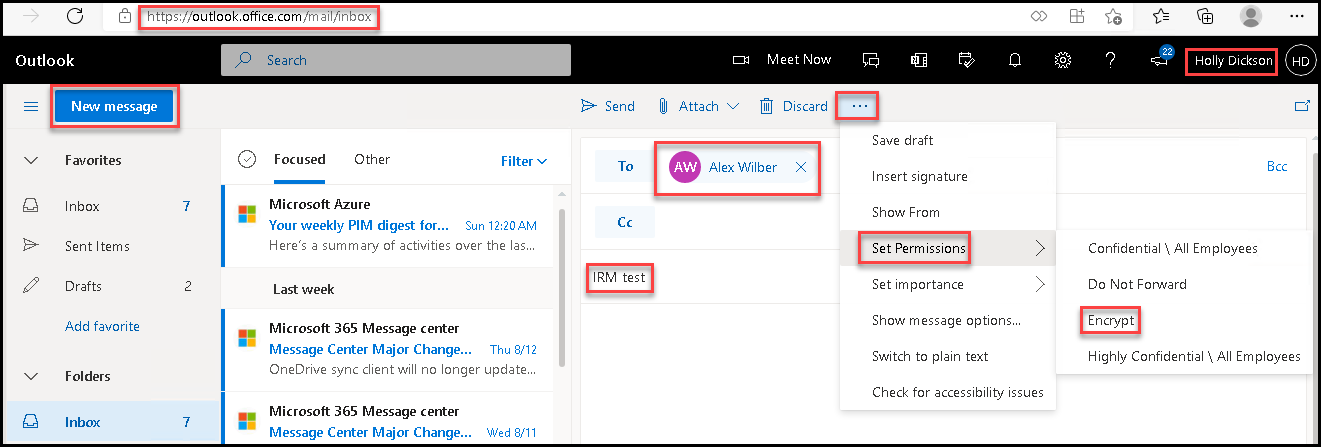 https://outlook.office.com/mail/inbox
Outlook
Search
Meet Now
22
Holly Dickson
HD
New message
Send
Attach
Discard
...
Favorites
Inbox 7
Sent Items
Drafts 2
Add favorite
Folders
Inbox 7
Focused
Other
Filter
Microsoft Azure
Your weekly PIM digest for... Sun 12:20 AM
Here's a summary of activities over the las...
Last week
Microsoft 365 Message center
Message Center Major Change... Thu 8/12
OneDrive sync client will no longer update...
Microsoft 365 Message center
Message Center Major Change... Wed 8/11
To
AW Alex Wilber
Bcc
Cc
IRM test
Save draft
Insert signature
Show From
Set Permissions
Set importance
Show message options...
Switch to plain text
Check for accessibility issues
Confidential \ All Employees
Do Not Forward
Encrypt
Highly Confidential \ All Employees